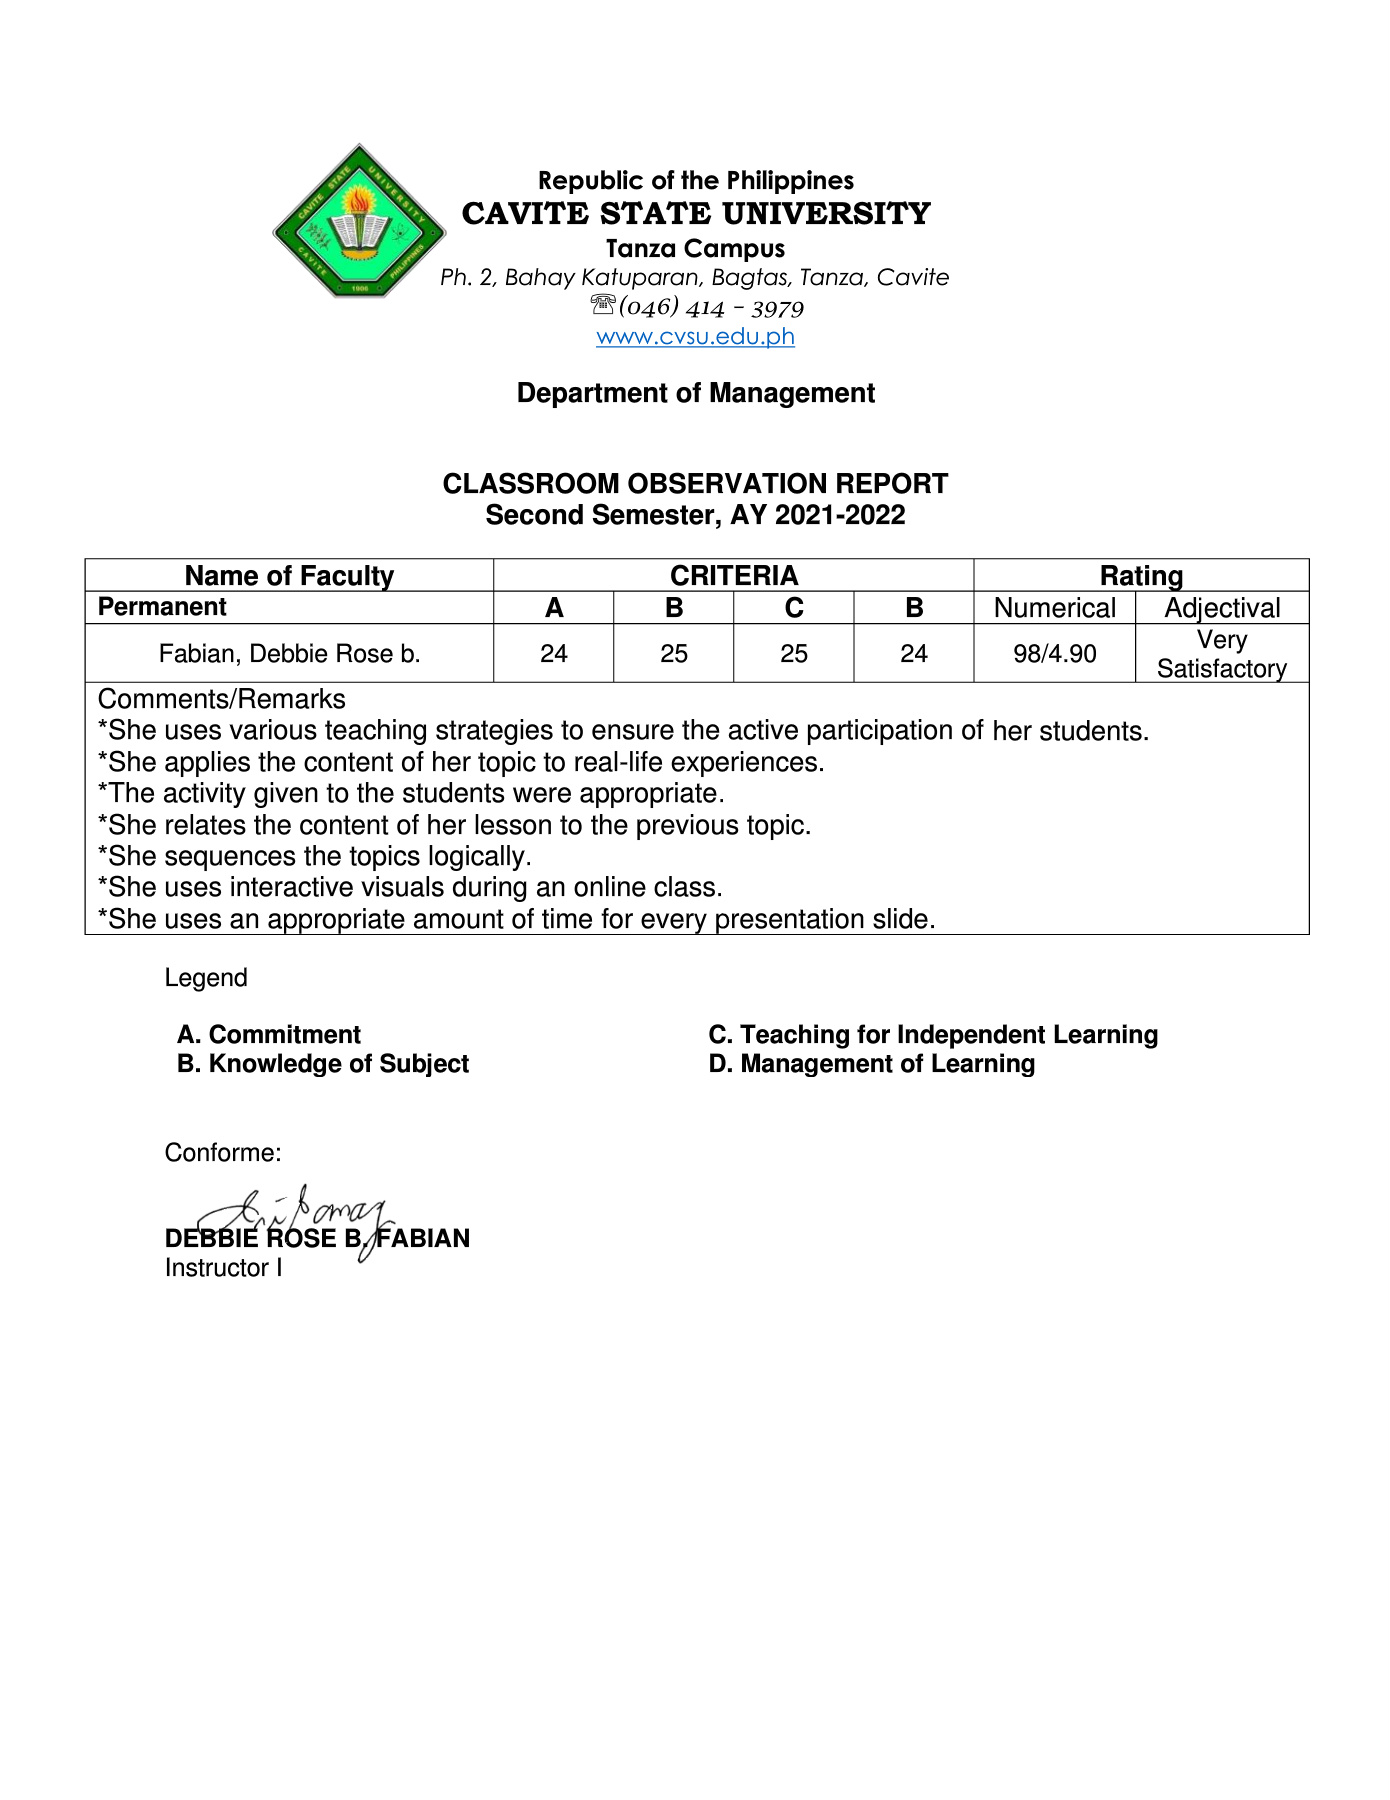 CAVITE STATE UNIVERSITY
CAVITE PHILIPPINES
1906
Republic of the Philippines
CAVITE STATE UNIVERSITY
Tanza Campus
Ph. 2, Bahay Katuparan, Bagtas, Tanza, Cavite
☏(046) 414 – 3979
www.cvsu.edu.ph
Department of Management
CLASSROOM OBSERVATION REPORT
Second Semester, AY 2021-2022
Name of Faculty CRITERIA Rating
Permanent A B C B Numerical Adjectival
Fabian, Debbie Rose b. 24 25 25 24 98/4.90 Very
Satisfactory
Comments/Remarks
*She uses various teaching strategies to ensure the active participation of her students.
*She applies the content of her topic to real-life experiences.
*The activity given to the students were appropriate.
*She relates the content of her lesson to the previous topic.
*She sequences the topics logically.
*She uses interactive visuals during an online class.
*She uses an appropriate amount of time for every presentation slide.
Legend
A. Commitment C. Teaching for Independent Learning
B. Knowledge of Subject D. Management of Learning
Conforme:
DEBBIE ROSE B. FABIAN
Instructor I